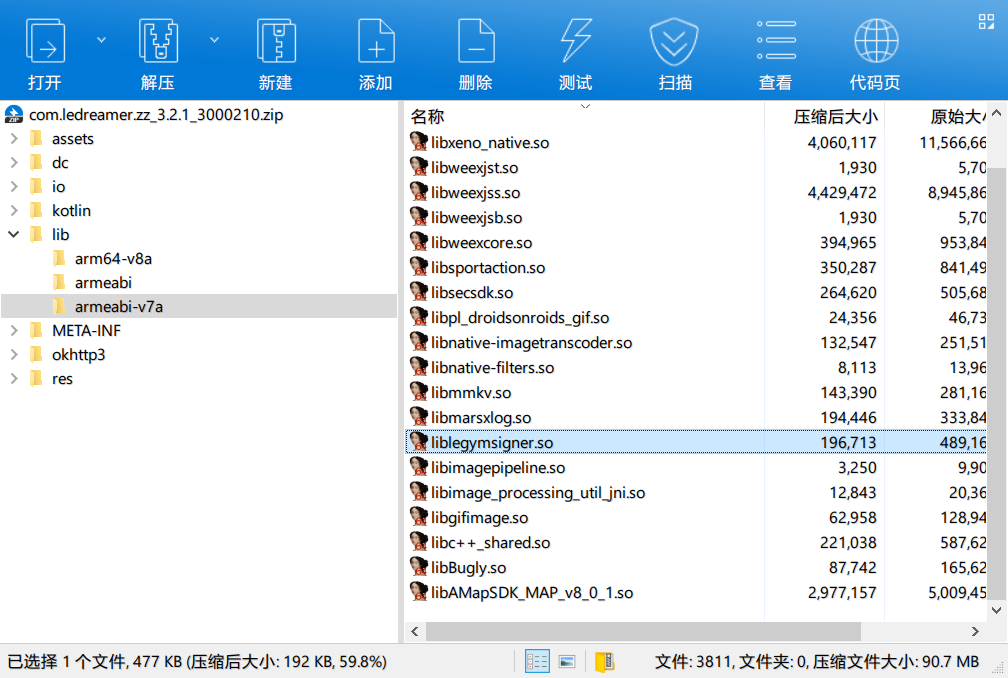 打开 解压 新建 添加 删除 测试 扫描 查看 代码页
com.ledreamer.zz_3.2.1_3000210.zip
assets
dc
io
kotlin
lib
arm64-v8a
armeabi
armeabi-v7a
META-INF
okhttp3
res
名称 压缩后大小 原始大小
libxeno_native.so 4,060,117 11,566,66
libweexjst.so 1,930 5,70
libweexjss.so 4,429,472 8,945,86
libweexjsb.so 1,930 5,70
libweexcore.so 394,965 953,84
libsportaction.so 350,287 841,49
libsecsdk.so 264,620 505,68
libpl_droidsonroids_gif.so 24,356 46,73
libnative-imagetranscoder.so 132,547 251,51
libnative-filters.so 8,113 13,96
libmmkv.so 143,390 281,16
libmarsxlog.so 194,446 333,84
liblegymsigner.so 196,713 489,16
libimagepipeline.so 3,250 9,90
libimage_processing_util_jni.so 12,843 20,36
libgifimage.so 62,958 128,94
libc++_shared.so 221,038 587,62
libBugly.so 87,742 165,62
libAMapSDK_MAP_v8_0_1.so 2,977,157 5,009,45
已选择 1 个文件, 477 KB (压缩后大小: 192 KB, 59.8%) 文件: 3811, 文件夹: 0, 压缩文件大小: 90.7 MB